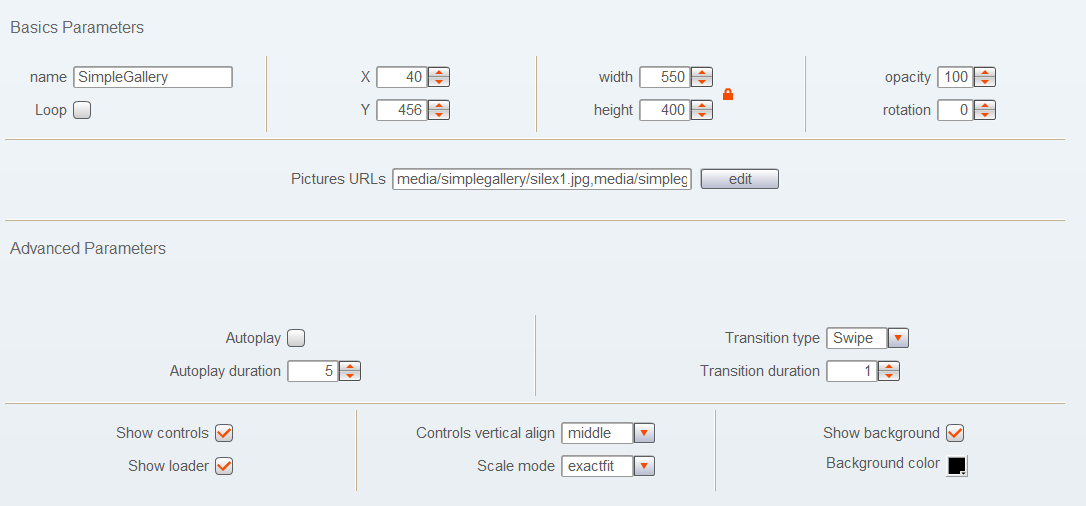 Basics Parameters
name SimpleGallery X 40 width 550 opacity 100
Loop Y 456 height 400 rotation 0
Pictures URLs media/simplegallery/silex1.jpg,media/simpleg edit
Advanced Parameters
Autoplay Transition type Swipe
Autoplay duration 5 Transition duration 1
Show controls Controls vertical align middle Show background
Show loader Scale mode exactfit Background color